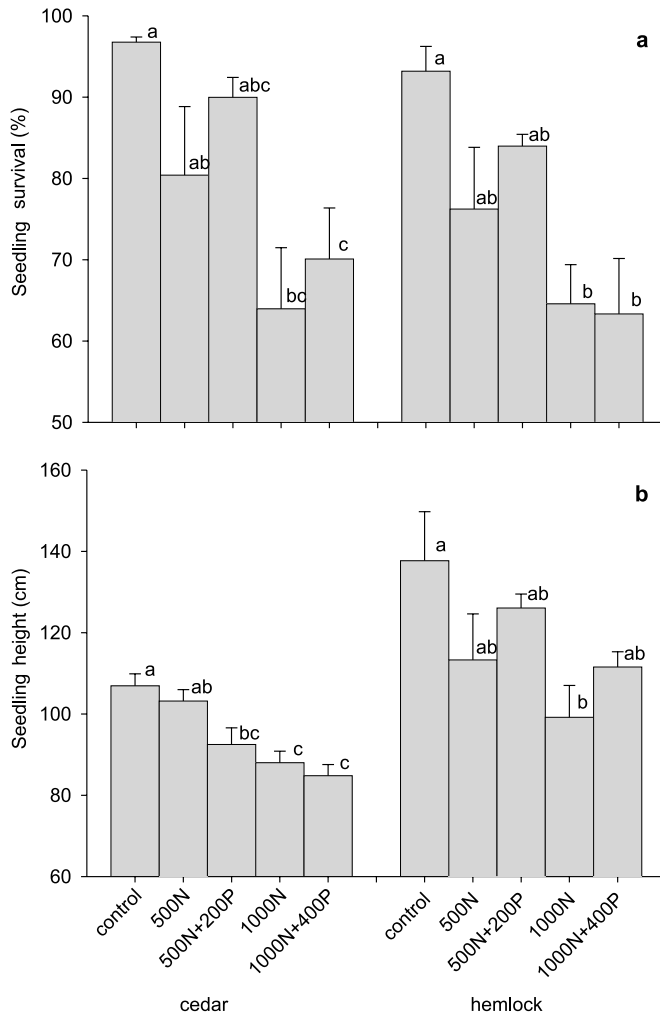 100
90
80
70
60
50
Seedling survival (%)
a
a
ab
abc
bc
c
a
ab
ab
b
b
160
140
120
100
80
60
Seedling height (cm)
b
a
ab
bc
c
c
a
ab
ab
b
ab
control
500N
500N+200P
1000N
1000N+400P
control
500N
500N+200P
1000N
1000N+400P
cedar
hemlock